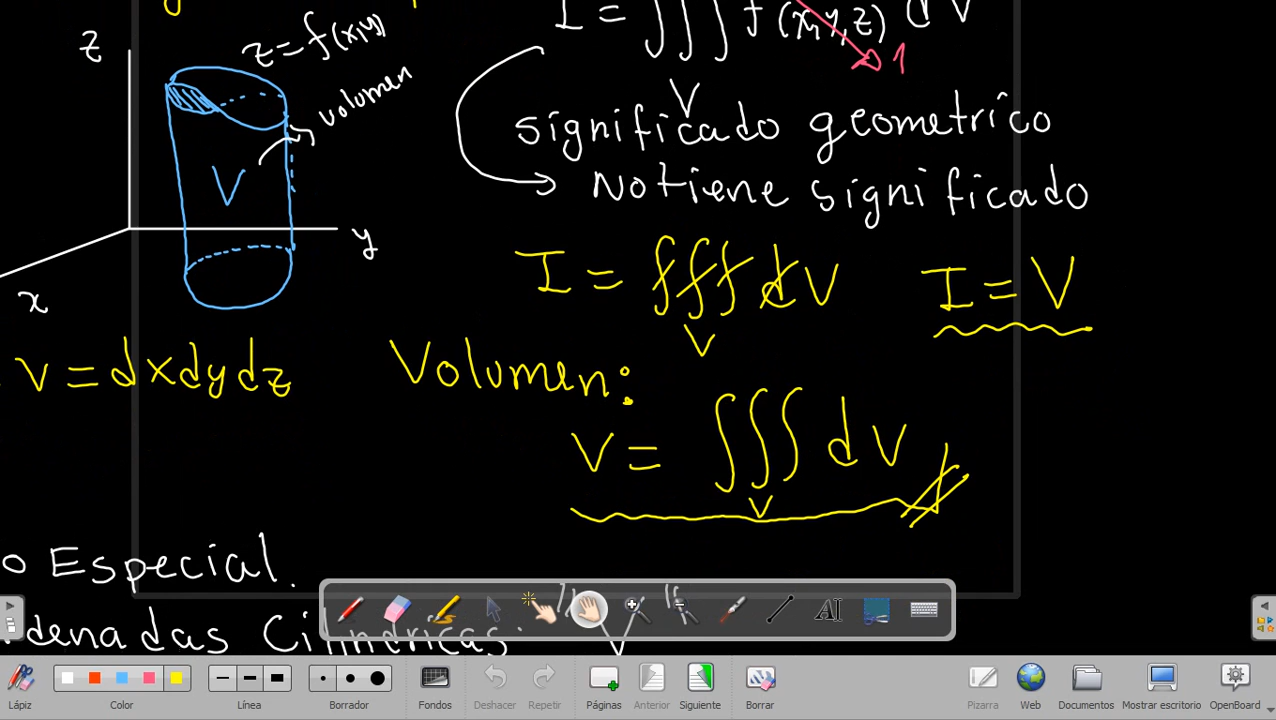 I = ∭ f(x,y,z) dV
V
1
z
z = f(x,y)
volumen
V
y
x
significado geometrico
No tiene significado
I = ∭ dV
V
I = V
V = dxdydz
Volumen:
V = ∭ dV
V
o Especial.
denadas Cilíndricas:
Lápiz
Color
Línea
Borrador
Fondos
Deshacer
Repetir
Páginas
Anterior
Siguiente
Borrar
Pizarra
Web
Documentos
Mostrar escritorio
OpenBoard
AI